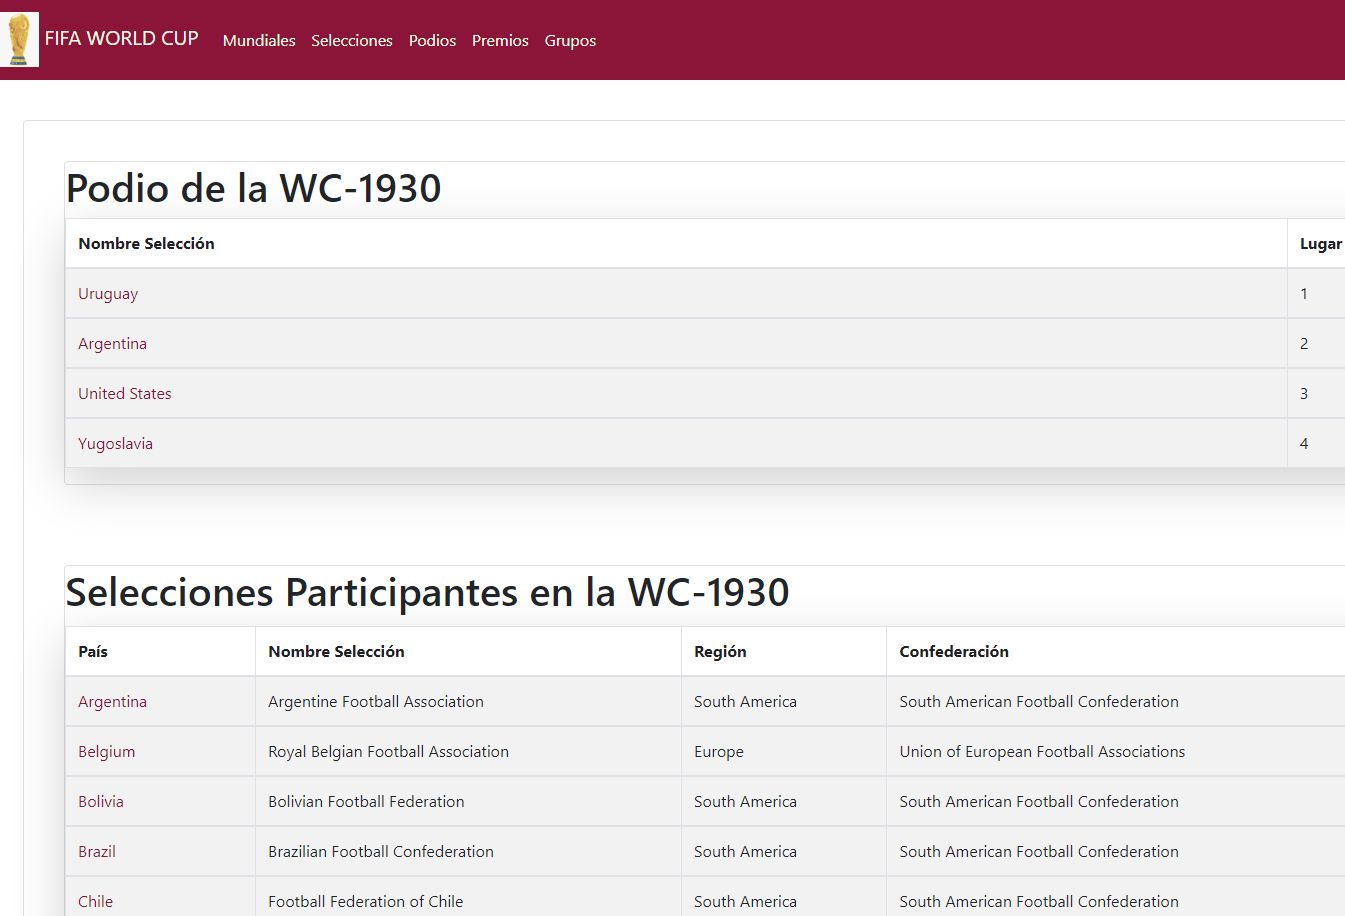 FIFA WORLD CUP Mundiales Selecciones Podios Premios Grupos
Podio de la WC-1930
Nombre Selección Lugar
Uruguay 1
Argentina 2
United States 3
Yugoslavia 4
Selecciones Participantes en la WC-1930
País Nombre Selección Región Confederación
Argentina Argentine Football Association South America South American Football Confederation
Belgium Royal Belgian Football Association Europe Union of European Football Associations
Bolivia Bolivian Football Federation South America South American Football Confederation
Brazil Brazilian Football Confederation South America South American Football Confederation
Chile Football Federation of Chile South America South American Football Confederation